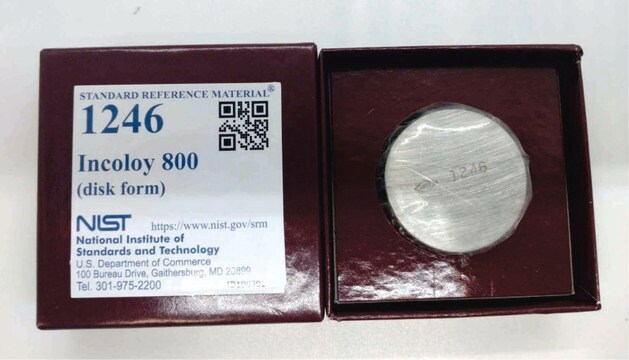 STANDARD REFERENCE MATERIAL®
1246
Incoloy 800
(disk form)
NIST https://www.nist.gov/srm
National Institute of
Standards and Technology
U.S. Department of Commerce
100 Bureau Drive, Gaithersburg, MD 20899
Tel. 301-975-2200
1246